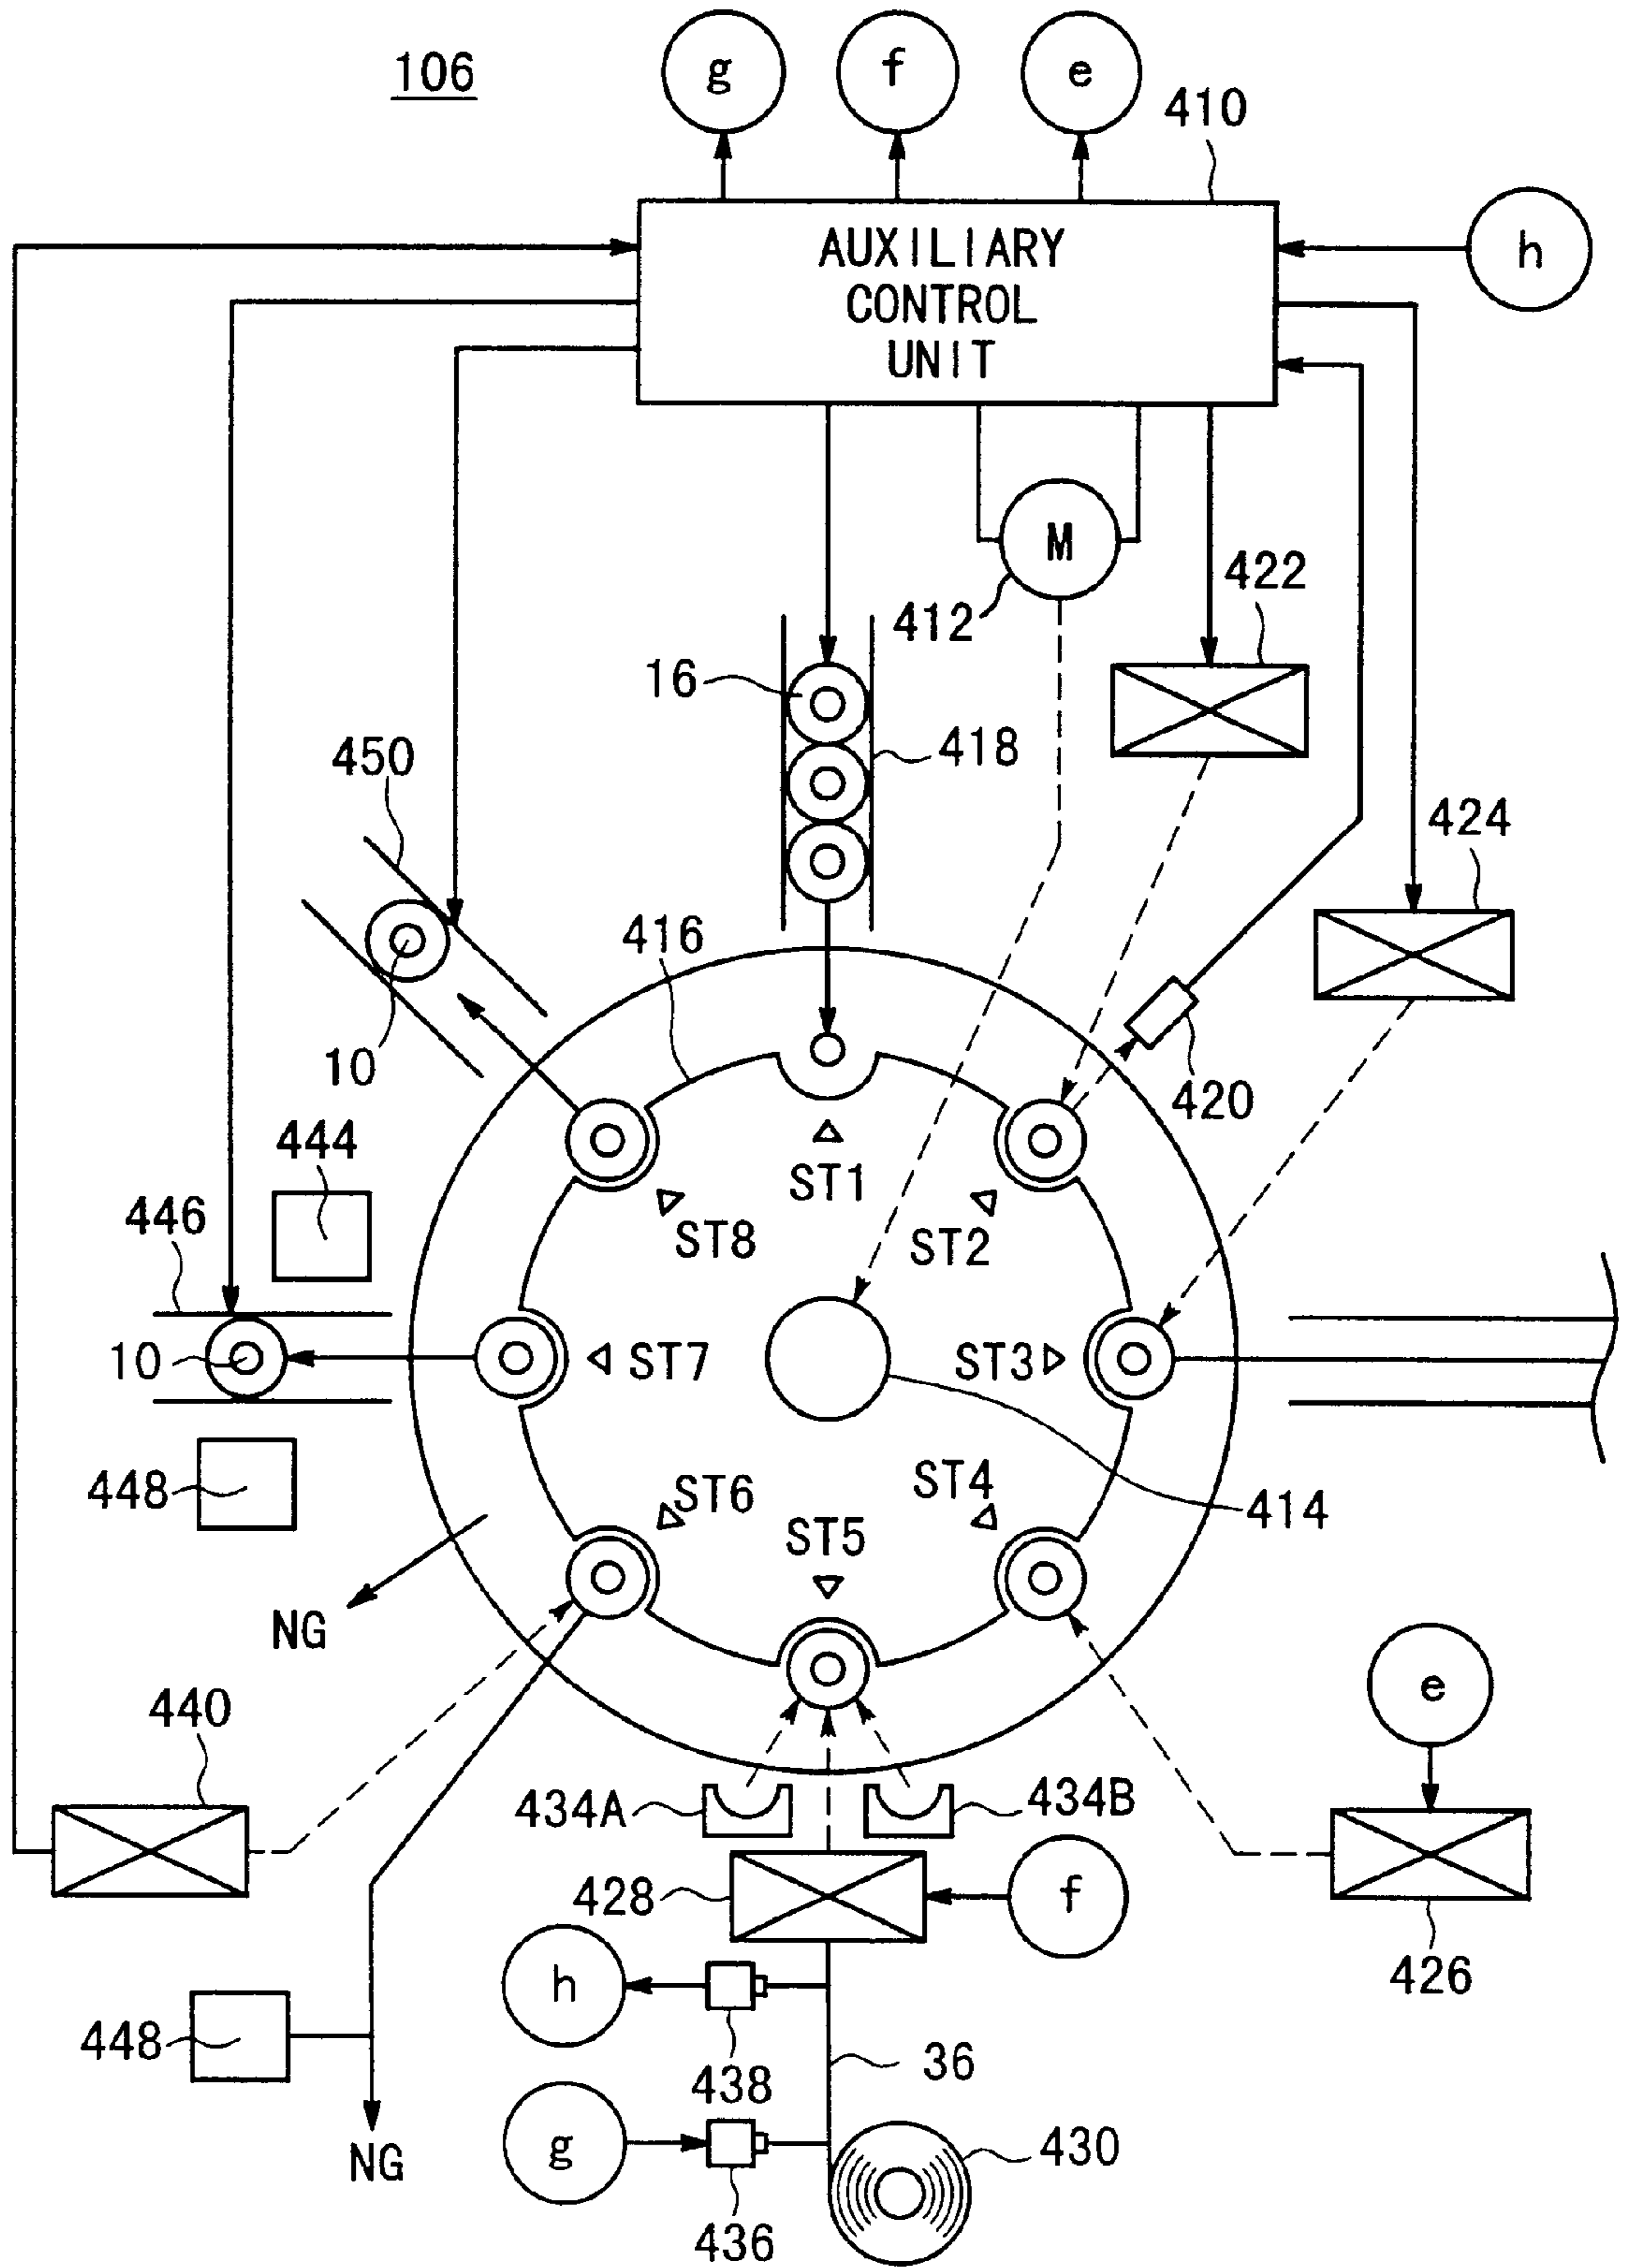 106
g
f
e
410
h
AUXILIARY
CONTROL
UNIT
M
412
422
16
418
450
424
416
10
420
444
ST1
446
ST8
ST2
10
ST7
ST3
448
ST6
ST4
414
ST5
NG
e
440
434A
434B
428
f
426
h
448
438
36
g
430
NG
436